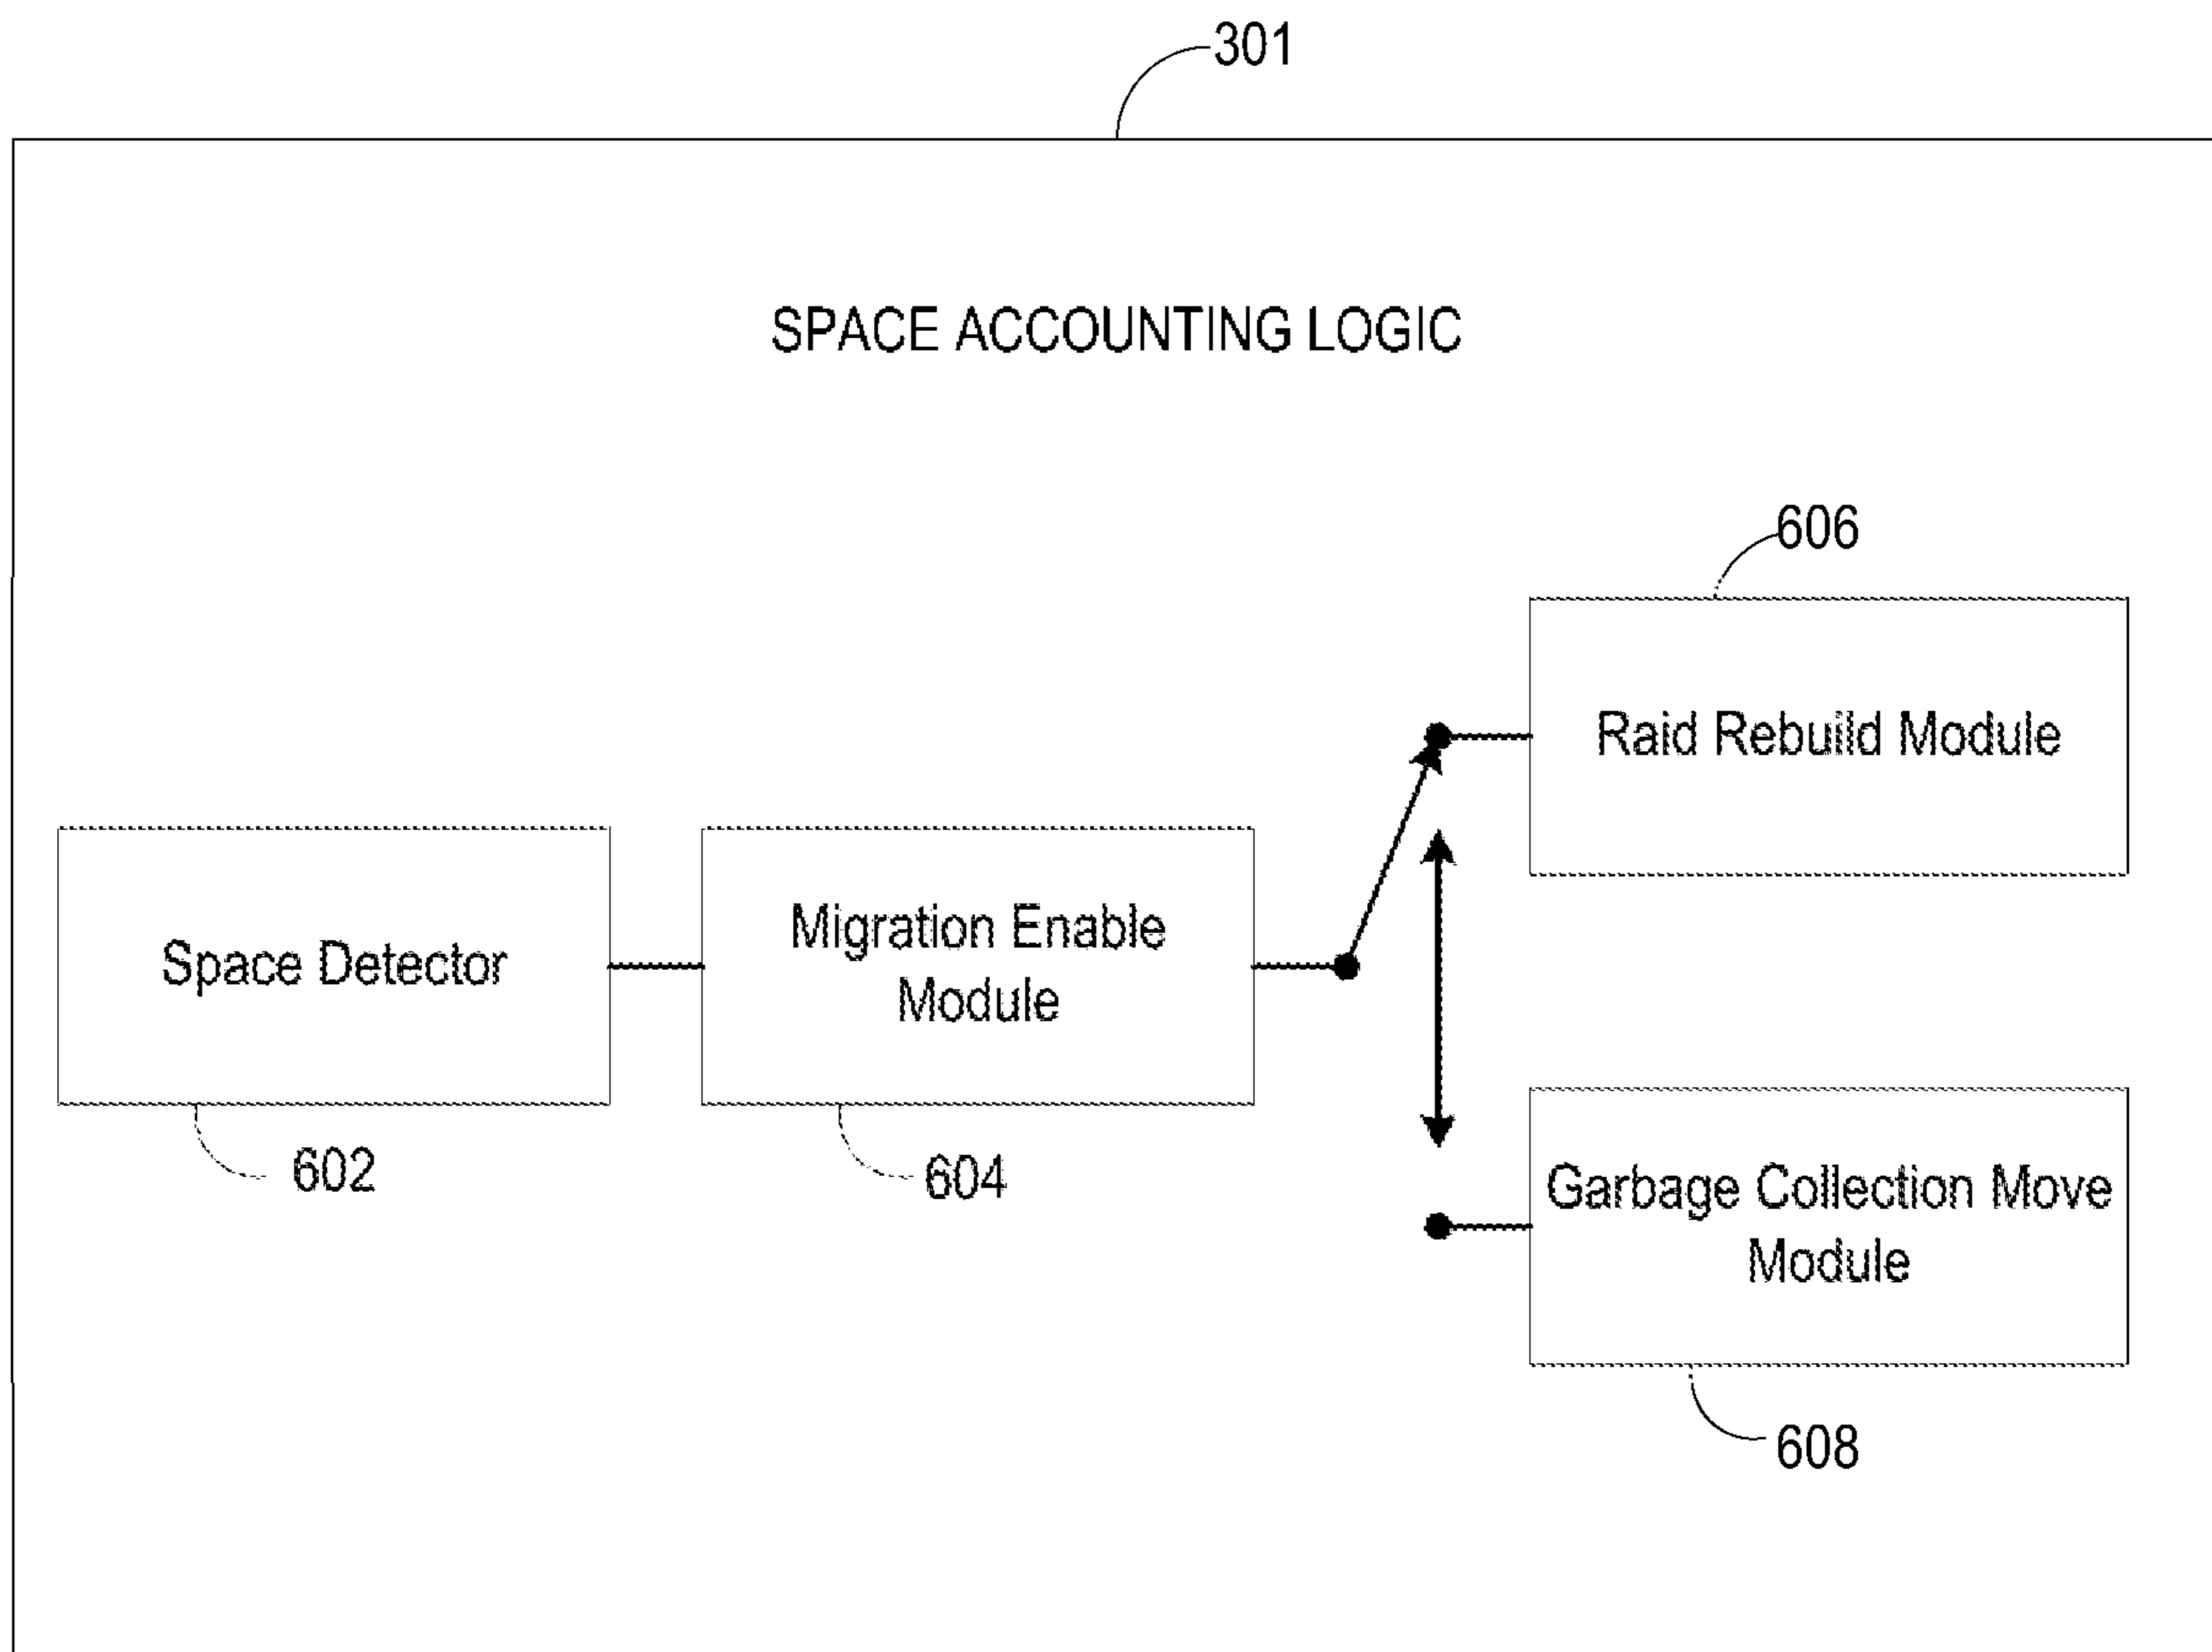 301
SPACE ACCOUNTING LOGIC
606
Raid Rebuild Module
Space Detector
Migration Enable
Module
602
604
Garbage Collection Move
Module
608